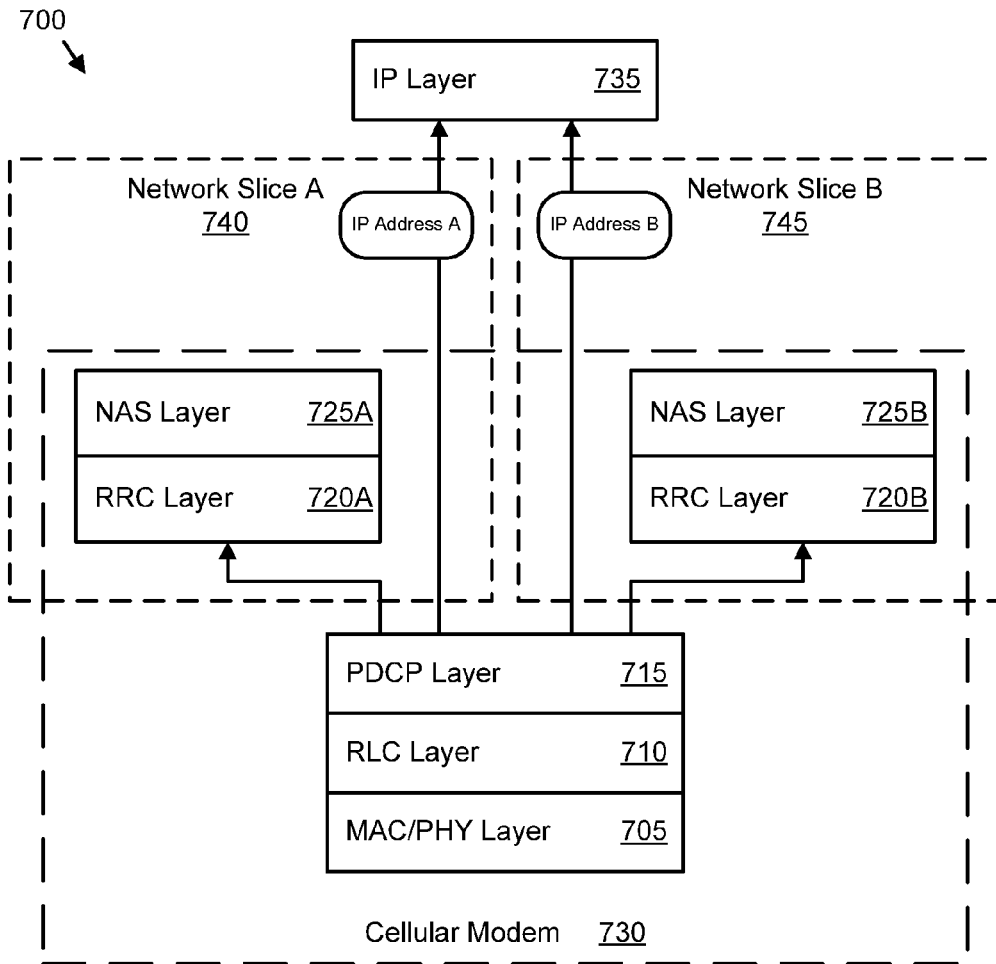 700
IP Layer 735
Network Slice A
740
Network Slice B
745
IP Address A
IP Address B
NAS Layer 725A
RRC Layer 720A
NAS Layer 725B
RRC Layer 720B
PDCP Layer 715
RLC Layer 710
MAC/PHY Layer 705
Cellular Modem 730